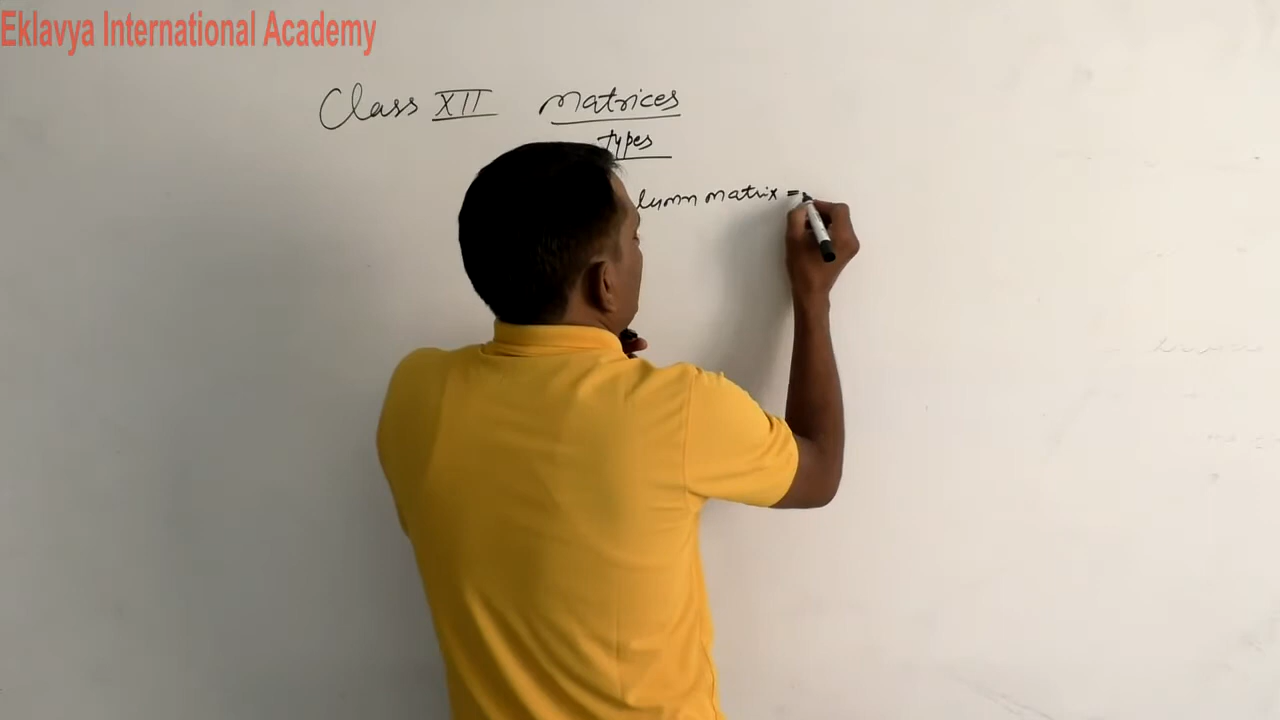 Eklavya International Academy
Class XII Matrices
types
lumn matrix =